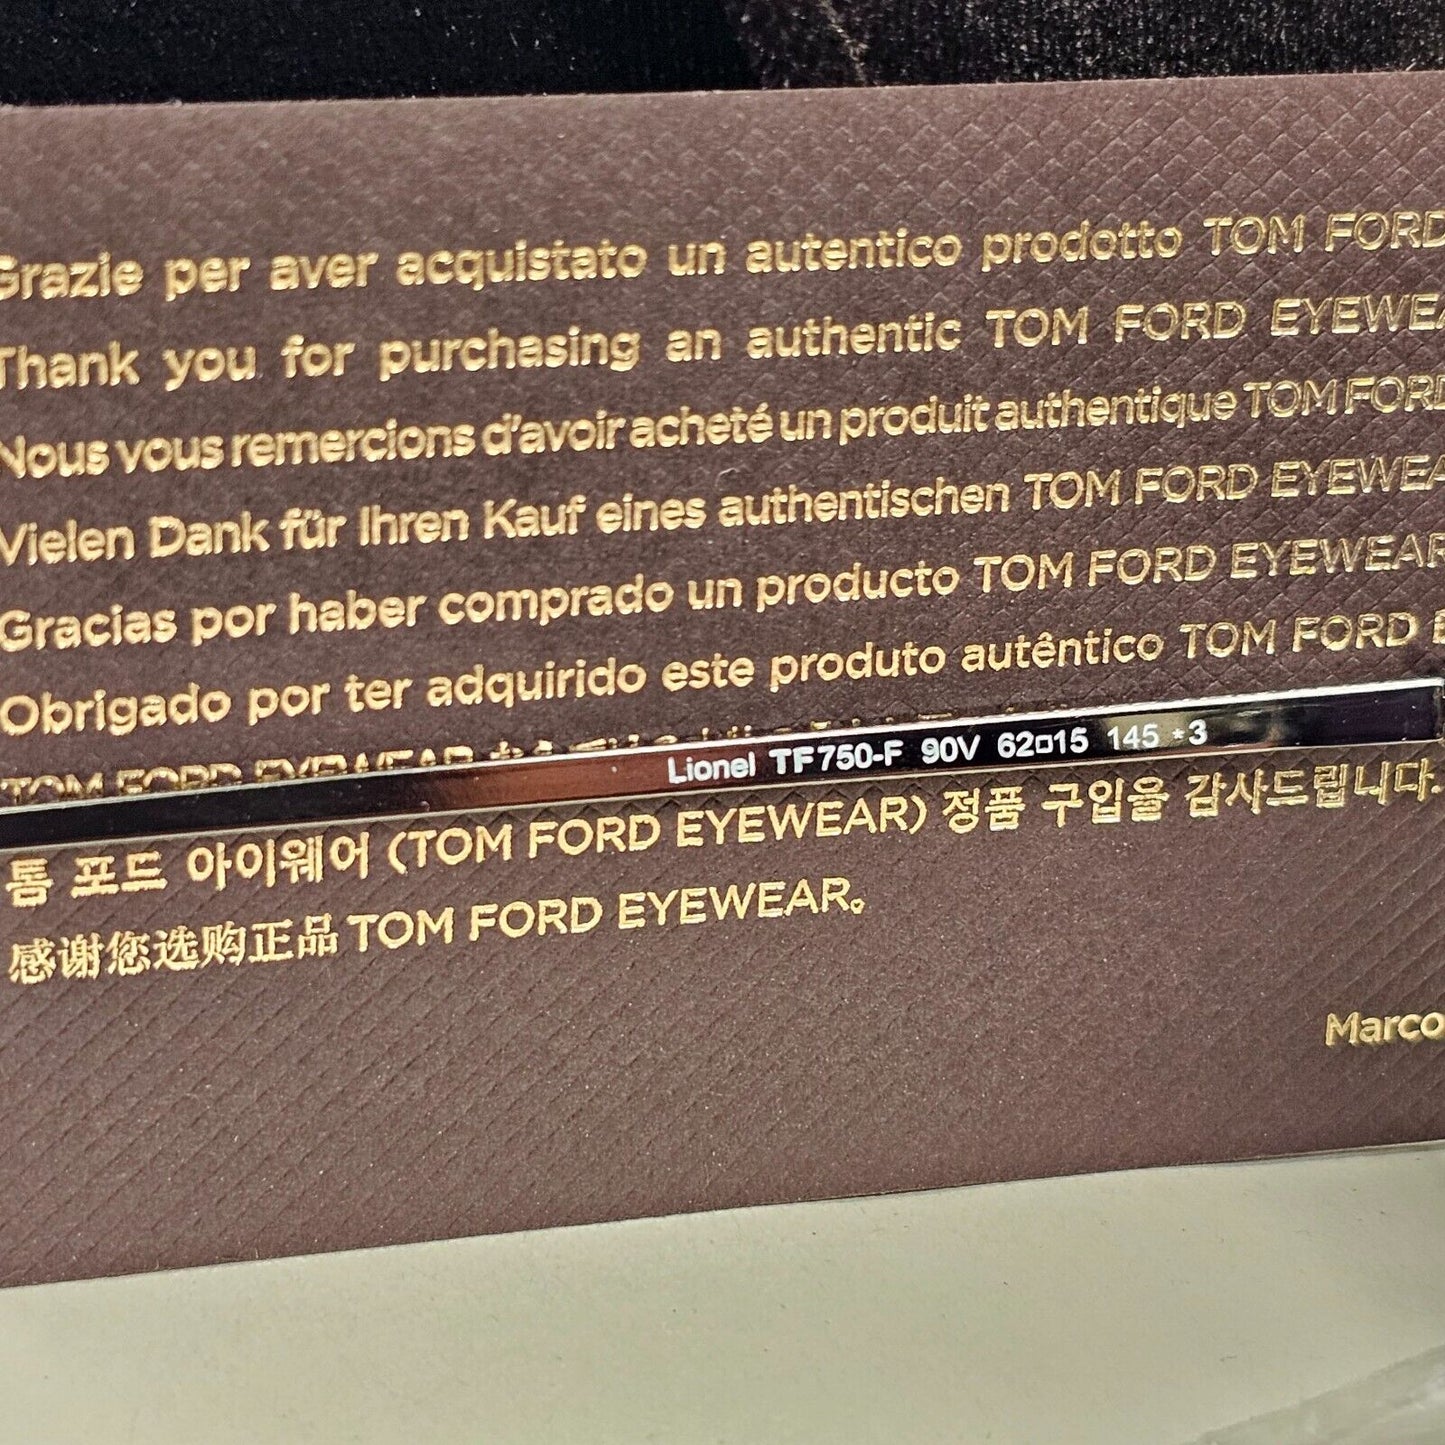 Grazie per aver acquistato un autentico prodotto TOM FORD
Thank you for purchasing an authentic TOM FORD EYEWEA
Nous vous remercions d'avoir acheté un produit authentique TOM FORD
Vielen Dank für Ihren Kauf eines authentischen TOM FORD EYEWEA
Gracias por haber comprado un producto TOM FORD EYEWEAR
Obrigado por ter adquirido este produto autêntico TOM FORD E
TOM FORD EYEWEAR
Lionel TF750-F 90V 62□15 145 *3
톰 포드 아이웨어 (TOM FORD EYEWEAR) 정품 구입을 감사드립니다.
感谢您选购正品 TOM FORD EYEWEAR。
Marco